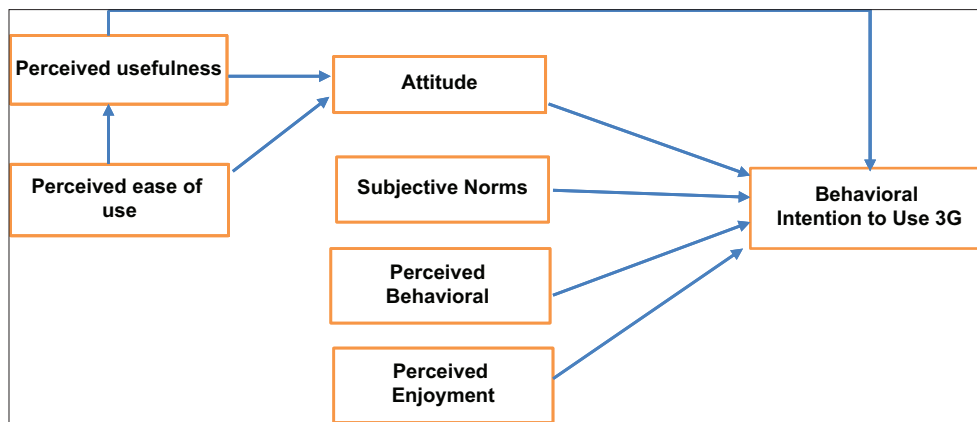 Perceived usefulness
Attitude
Perceived ease of
use
Subjective Norms
Behavioral
Intention to Use 3G
Perceived
Behavioral
Perceived
Enjoyment